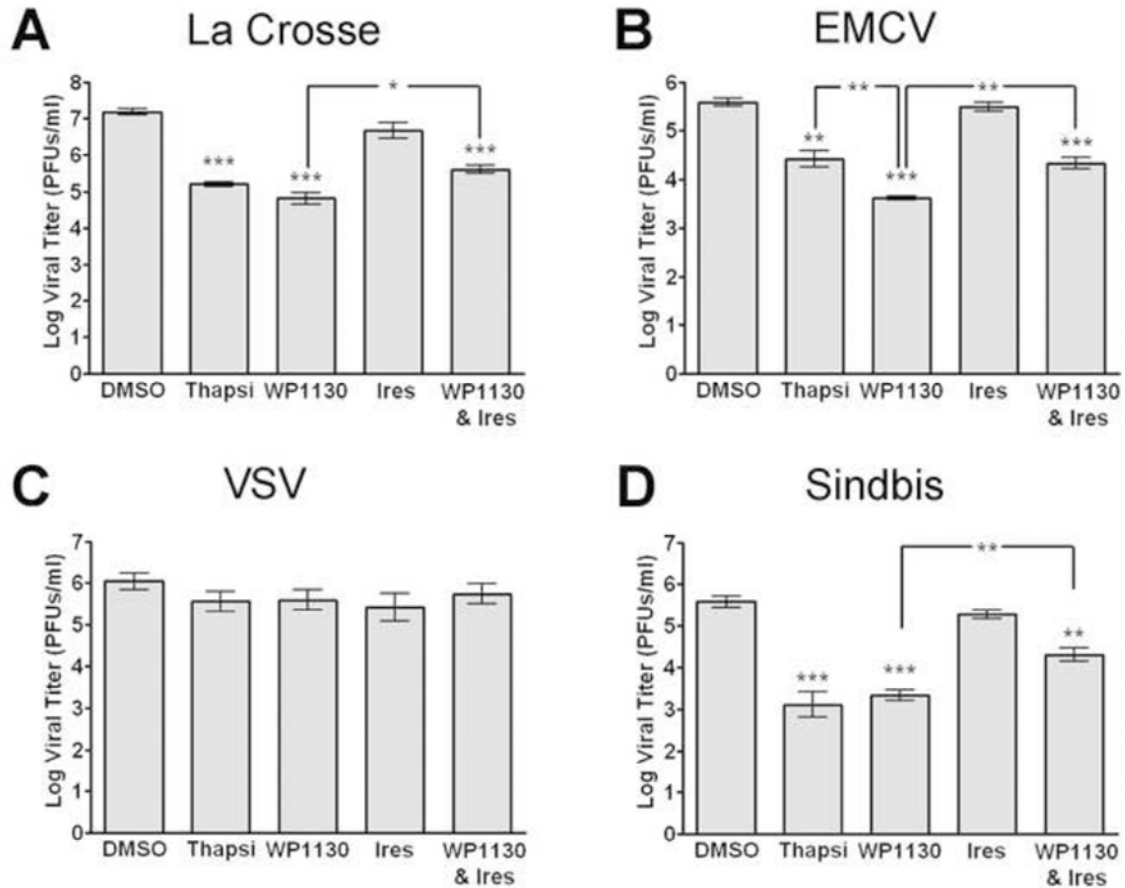 A La Crosse
Log Viral Titer (PFUs/ml)
8
7
6
5
4
3
2
1
0
***
***
*
***
DMSO Thapsi WP1130 Ires WP1130
& Ires
B EMCV
Log Viral Titer (PFUs/ml)
6
5
4
3
2
1
0
** **
**
***
***
DMSO Thapsi WP1130 Ires WP1130
& Ires
C VSV
Log Viral Titer (PFUs/ml)
7
6
5
4
3
2
1
0
DMSO Thapsi WP1130 Ires WP1130
& Ires
D Sindbis
Log Viral Titer (PFUs/ml)
7
6
5
4
3
2
1
0
**
***
***
**
DMSO Thapsi WP1130 Ires WP1130
& Ires